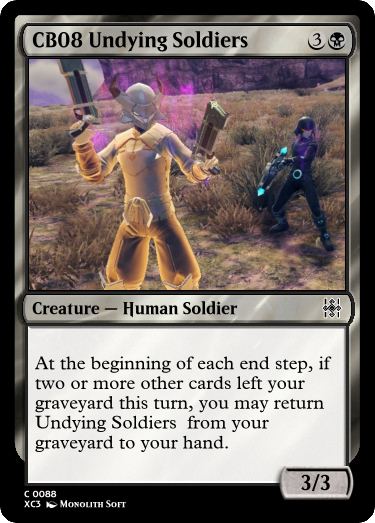 CB08 Undying Soldiers 3
Creature — Human Soldier
At the beginning of each end step, if
two or more other cards left your
graveyard this turn, you may return
Undying Soldiers from your
graveyard to your hand.
3/3
C 0088
XC3 Monolith Soft